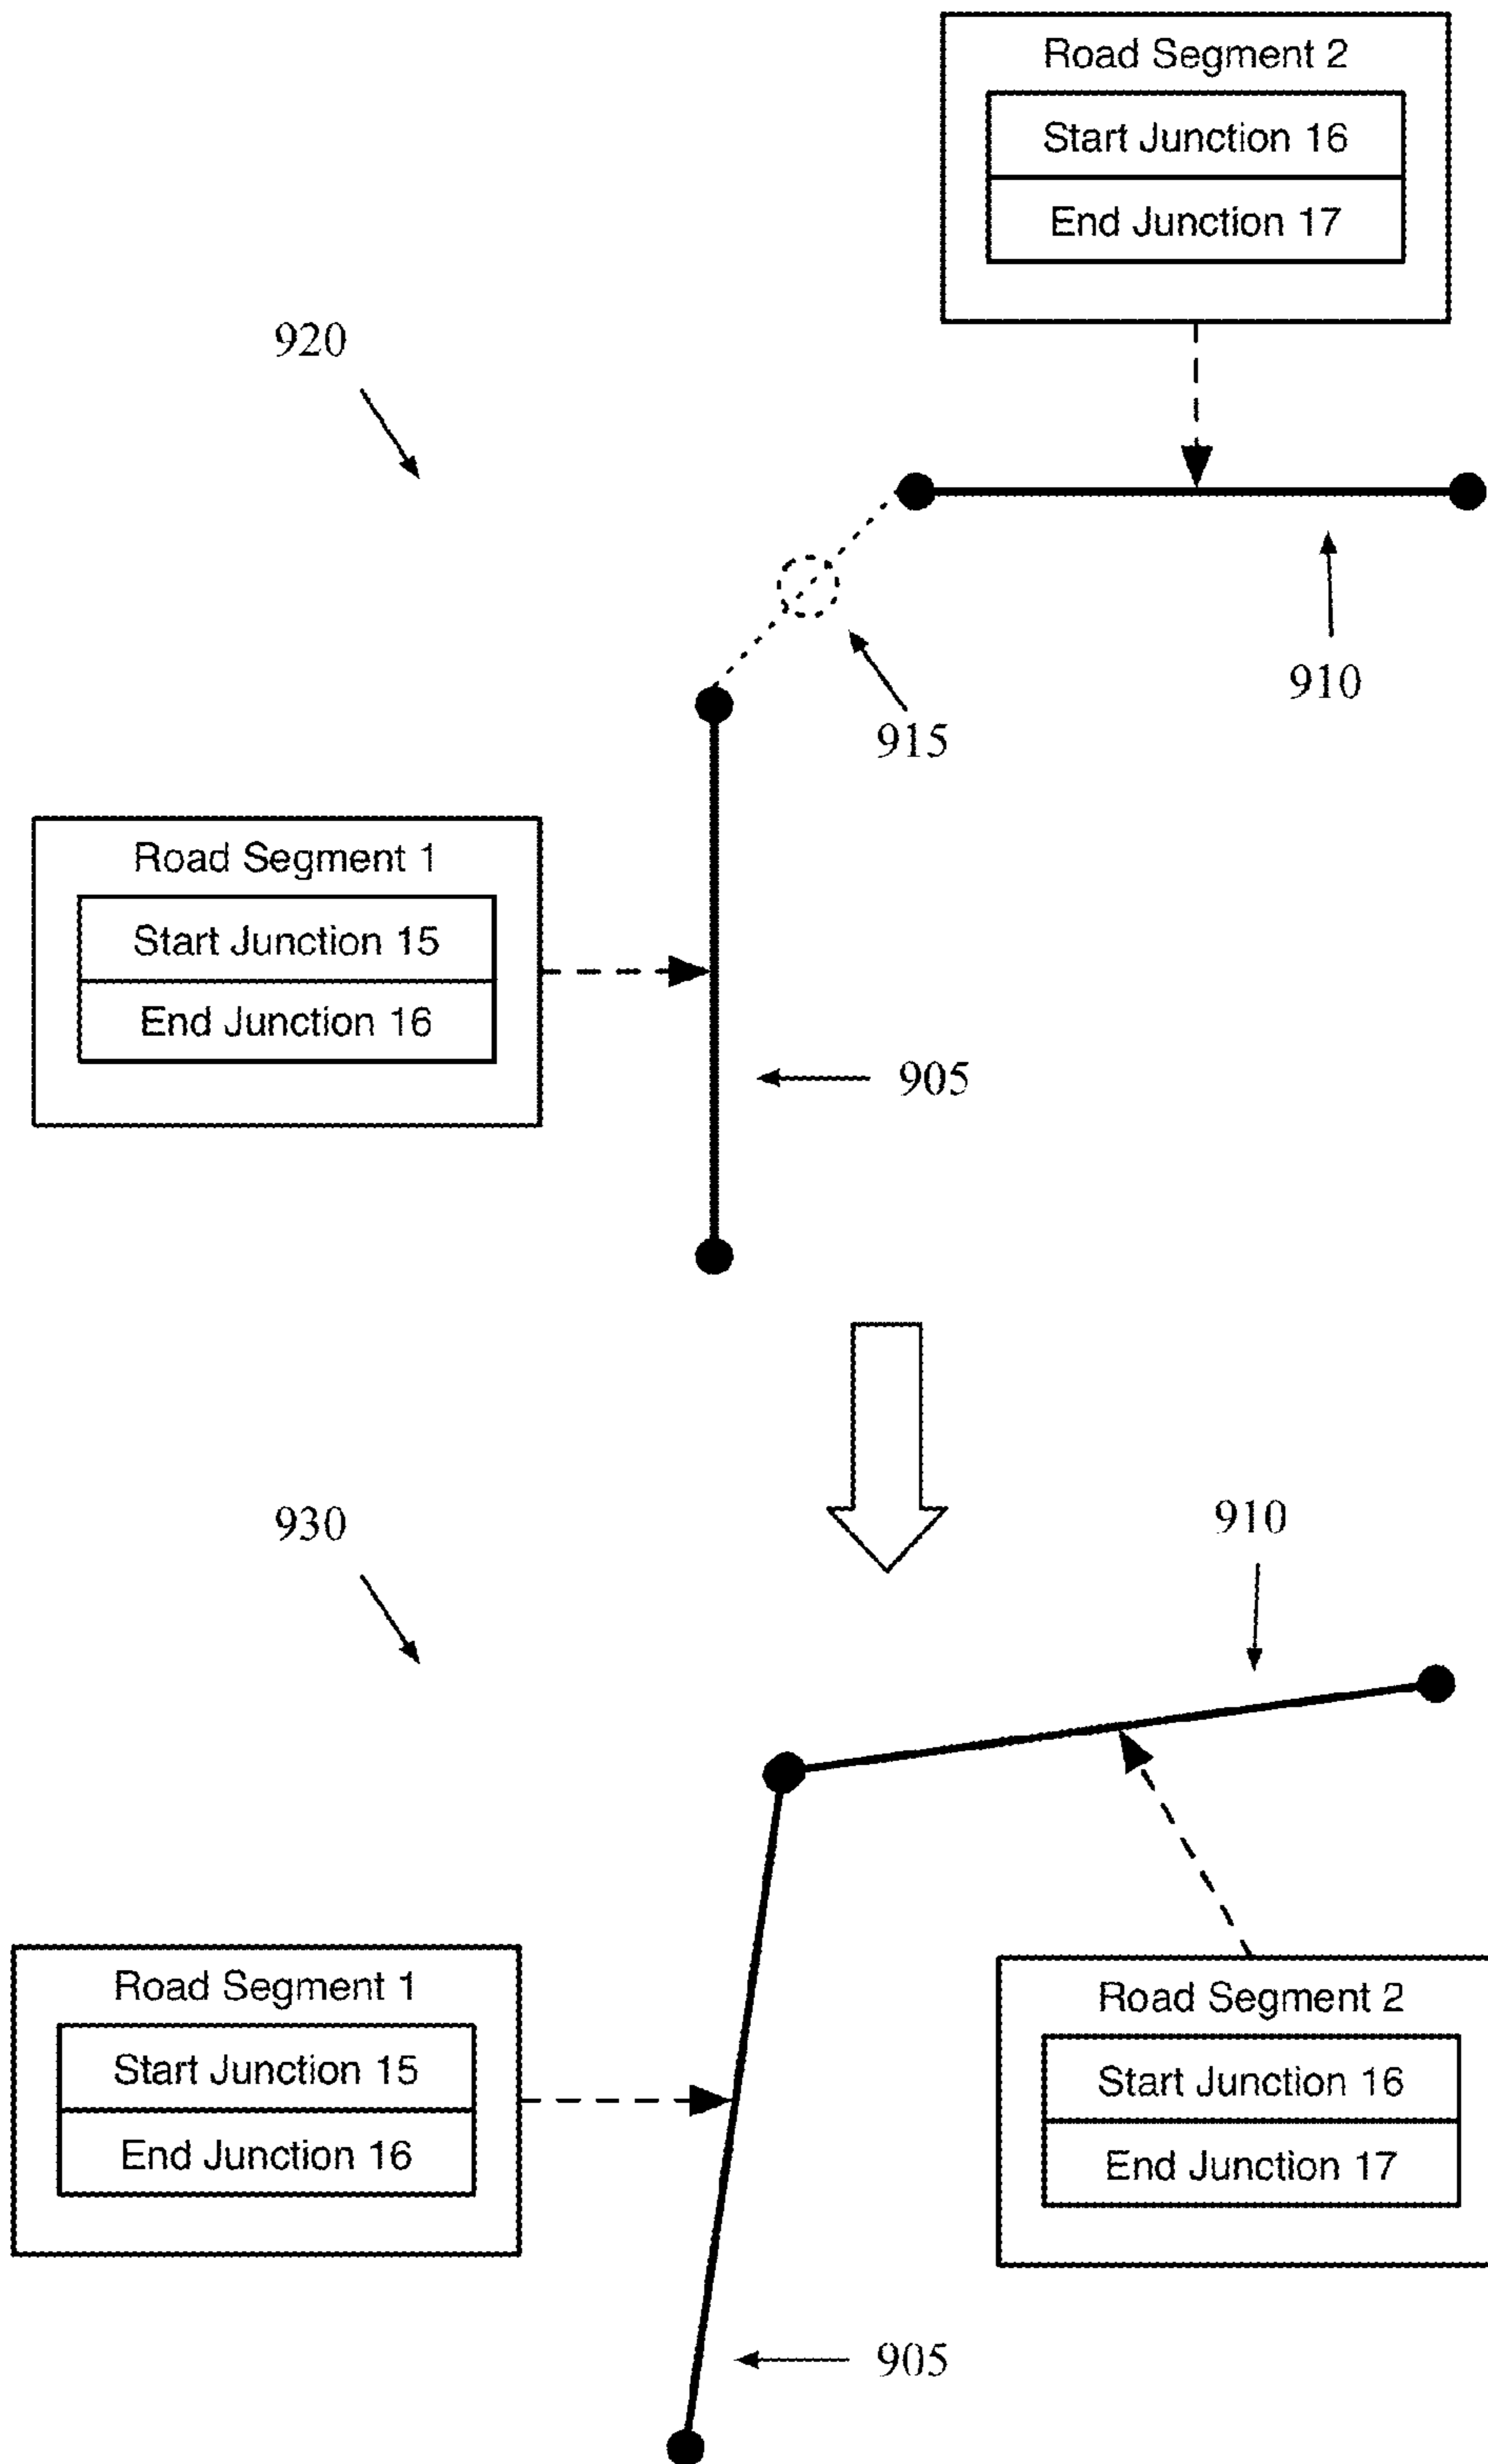 Road Segment 2
Start Junction 16
End Junction 17
920
910
915
Road Segment 1
Start Junction 15
End Junction 16
905
930
910
Road Segment 1
Start Junction 15
End Junction 16
Road Segment 2
Start Junction 16
End Junction 17
905